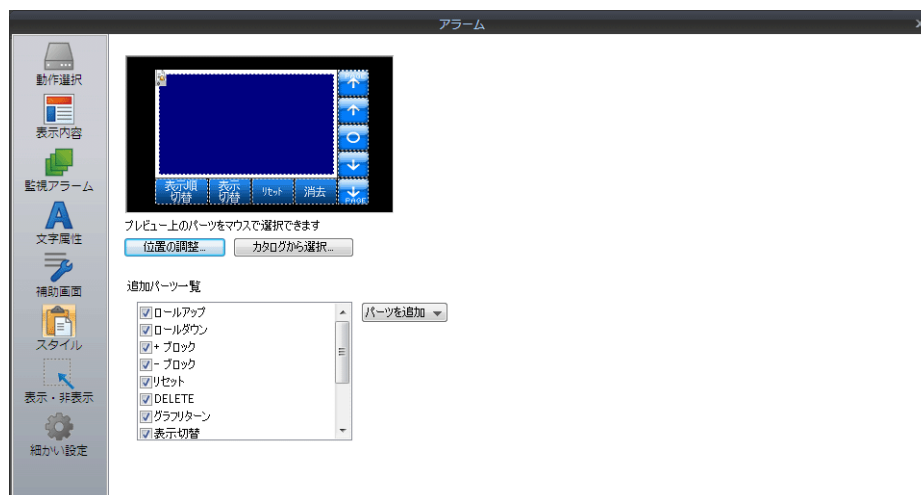 アラーム
動作選択
表示内容
監視アラーム
文字属性
補助画面
スタイル
表示・非表示
細かい設定
表示順
切替
表示
切替
リセット
消去
PAGE
プレビュー上のパーツをマウスで選択できます
位置の調整...
カタログから選択...
追加パーツ一覧
ロールアップ
ロールダウン
+ ブロック
- ブロック
リセット
DELETE
グラフリターン
表示切替
パーツを追加